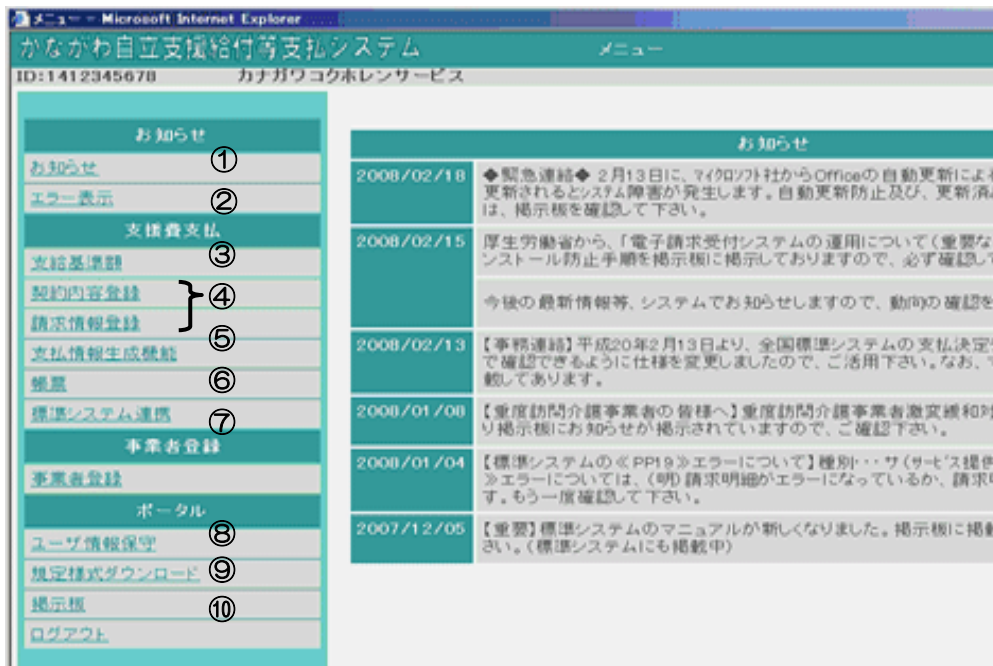 メニュー - Microsoft Internet Explorer
かながわ自立支援給付等支払システム メニュー
ID:1412345678 カナガワコクホレンサービス
お知らせ
お知らせ ①
エラー表示 ②
支援費支払
支給基準額 ③
契約内容登録 ④
請求情報登録
支払情報生成機能 ⑤
帳票 ⑥
標準システム連携 ⑦
事業者登録
事業者登録
ポータル
ユーザ情報保守 ⑧
規定様式ダウンロード ⑨
掲示板 ⑩
ログアウト
お知らせ
2008/02/18 ◆緊急連絡◆ 2月13日に、マイクロソフト社からOfficeの自動更新による
更新されるとシステム障害が発生します。自動更新防止及び、更新済
は、掲示板を確認して下さい。
2008/02/15 厚生労働省から、「電子請求受付システムの運用について(重要な
ンストール防止手順を掲示板に掲示しておりますので、必ず確認して
今後の最新情報等、システムでお知らせしますので、動向の確認を
2008/02/13 【事務連絡】平成20年2月13日より、全国標準システムの支払決定
で確認できるように仕様を変更しましたので、ご活用下さい。なお、
載してあります。
2008/01/08 【重度訪問介護事業者の皆様へ】重度訪問介護事業者激変緩和対
り掲示板にお知らせが掲示されていますので、ご確認下さい。
2008/01/04 【標準システムの≪PP19≫エラーについて】種別・・・サ(サービス提供
≫エラーについては、(明)請求明細がエラーになっているか、請求明
す。もう一度確認して下さい。
2007/12/05 【重要】標準システムのマニュアルが新しくなりました。掲示板に掲載
さい。(標準システムにも掲載中)